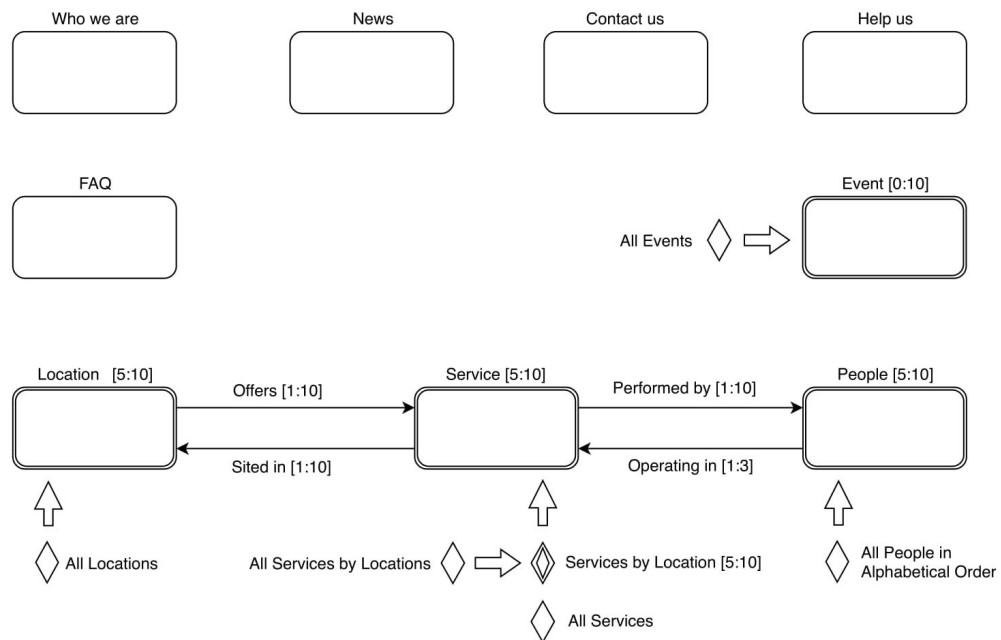 Who we are
News
Contact us
Help us
FAQ
Event [0:10]
All Events
Location [5:10]
Offers [1:10]
Service [5:10]
Performed by [1:10]
People [5:10]
Sited in [1:10]
Operating in [1:3]
All Locations
All Services by Locations
Services by Location [5:10]
All People in
Alphabetical Order
All Services